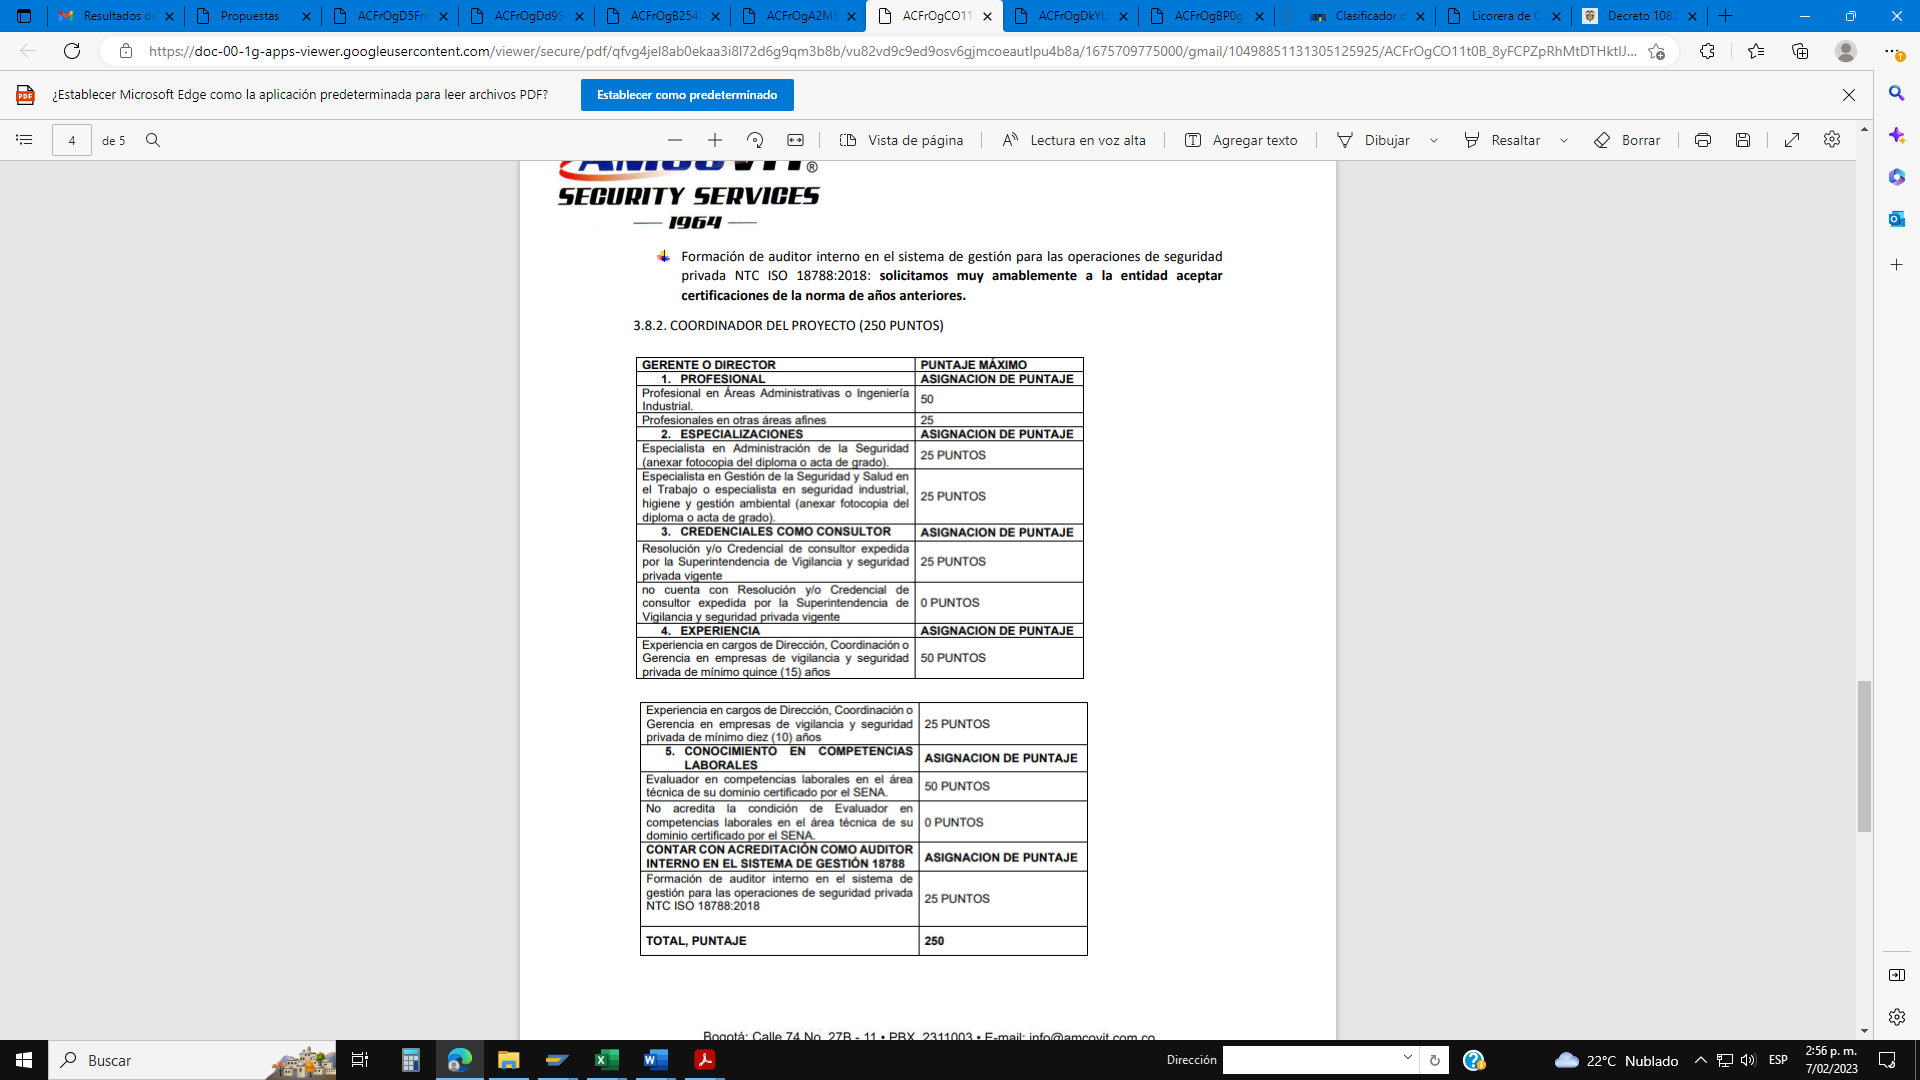 Resultados de
Propuestas
ACFrOgD5Fn
ACFrOgDd9S
ACFrOgB254
ACFrOgA2M
ACFrOgCO11
ACFrOgDkYL
ACFrOgBP0g
Clasificador d
Licorera de C
Decreto 1082
https://doc-00-1g-apps-viewer.googleusercontent.com/viewer/secure/pdf/qfvg4jel8ab0ekaa3i8l72d6g9qm3b8b/vu82vd9c9ed9osv6gjmcoeautlpu4b8a/1675709775000/gmail/10498851131305125925/ACFrOgCO11t0B_8yFCPZpRhMtDTHktIJ...
¿Establecer Microsoft Edge como la aplicación predeterminada para leer archivos PDF?
Establecer como predeterminado
4 de 5
Vista de página
Lectura en voz alta
Agregar texto
Dibujar
Resaltar
Borrar
AMCOVIT®
SECURITY SERVICES
— 1964 —
Formación de auditor interno en el sistema de gestión para las operaciones de seguridad
privada NTC ISO 18788:2018: solicitamos muy amablemente a la entidad aceptar
certificaciones de la norma de años anteriores.
3.8.2. COORDINADOR DEL PROYECTO (250 PUNTOS)
GERENTE O DIRECTOR PUNTAJE MÁXIMO
1. PROFESIONAL ASIGNACION DE PUNTAJE
Profesional en Áreas Administrativas o Ingeniería
Industrial.
50
Profesionales en otras áreas afines 25
2. ESPECIALIZACIONES ASIGNACION DE PUNTAJE
Especialista en Administración de la Seguridad
(anexar fotocopia del diploma o acta de grado).
25 PUNTOS
Especialista en Gestión de la Seguridad y Salud en
el Trabajo o especialista en seguridad industrial,
higiene y gestión ambiental (anexar fotocopia del
diploma o acta de grado).
25 PUNTOS
3. CREDENCIALES COMO CONSULTOR ASIGNACION DE PUNTAJE
Resolución y/o Credencial de consultor expedida
por la Superintendencia de Vigilancia y seguridad
privada vigente
25 PUNTOS
no cuenta con Resolución y/o Credencial de
consultor expedida por la Superintendencia de
Vigilancia y seguridad privada vigente
0 PUNTOS
4. EXPERIENCIA ASIGNACION DE PUNTAJE
Experiencia en cargos de Dirección, Coordinación o
Gerencia en empresas de vigilancia y seguridad
privada de mínimo quince (15) años
50 PUNTOS
Experiencia en cargos de Dirección, Coordinación o
Gerencia en empresas de vigilancia y seguridad
privada de mínimo diez (10) años
25 PUNTOS
5. CONOCIMIENTO EN COMPETENCIAS
LABORALES
ASIGNACION DE PUNTAJE
Evaluador en competencias laborales en el área
técnica de su dominio certificado por el SENA.
50 PUNTOS
No acredita la condición de Evaluador en
competencias laborales en el área técnica de su
dominio certificado por el SENA.
0 PUNTOS
CONTAR CON ACREDITACIÓN COMO AUDITOR
INTERNO EN EL SISTEMA DE GESTIÓN 18788
ASIGNACION DE PUNTAJE
Formación de auditor interno en el sistema de
gestión para las operaciones de seguridad privada
NTC ISO 18788:2018
25 PUNTOS
TOTAL, PUNTAJE 250
Bogotá: Calle 74 No. 27B - 11 • PBX. 2311003 • E-mail: info@amcovit.com.co
Buscar
Dirección
22°C Nublado
ESP
2:56 p. m.
7/02/2023